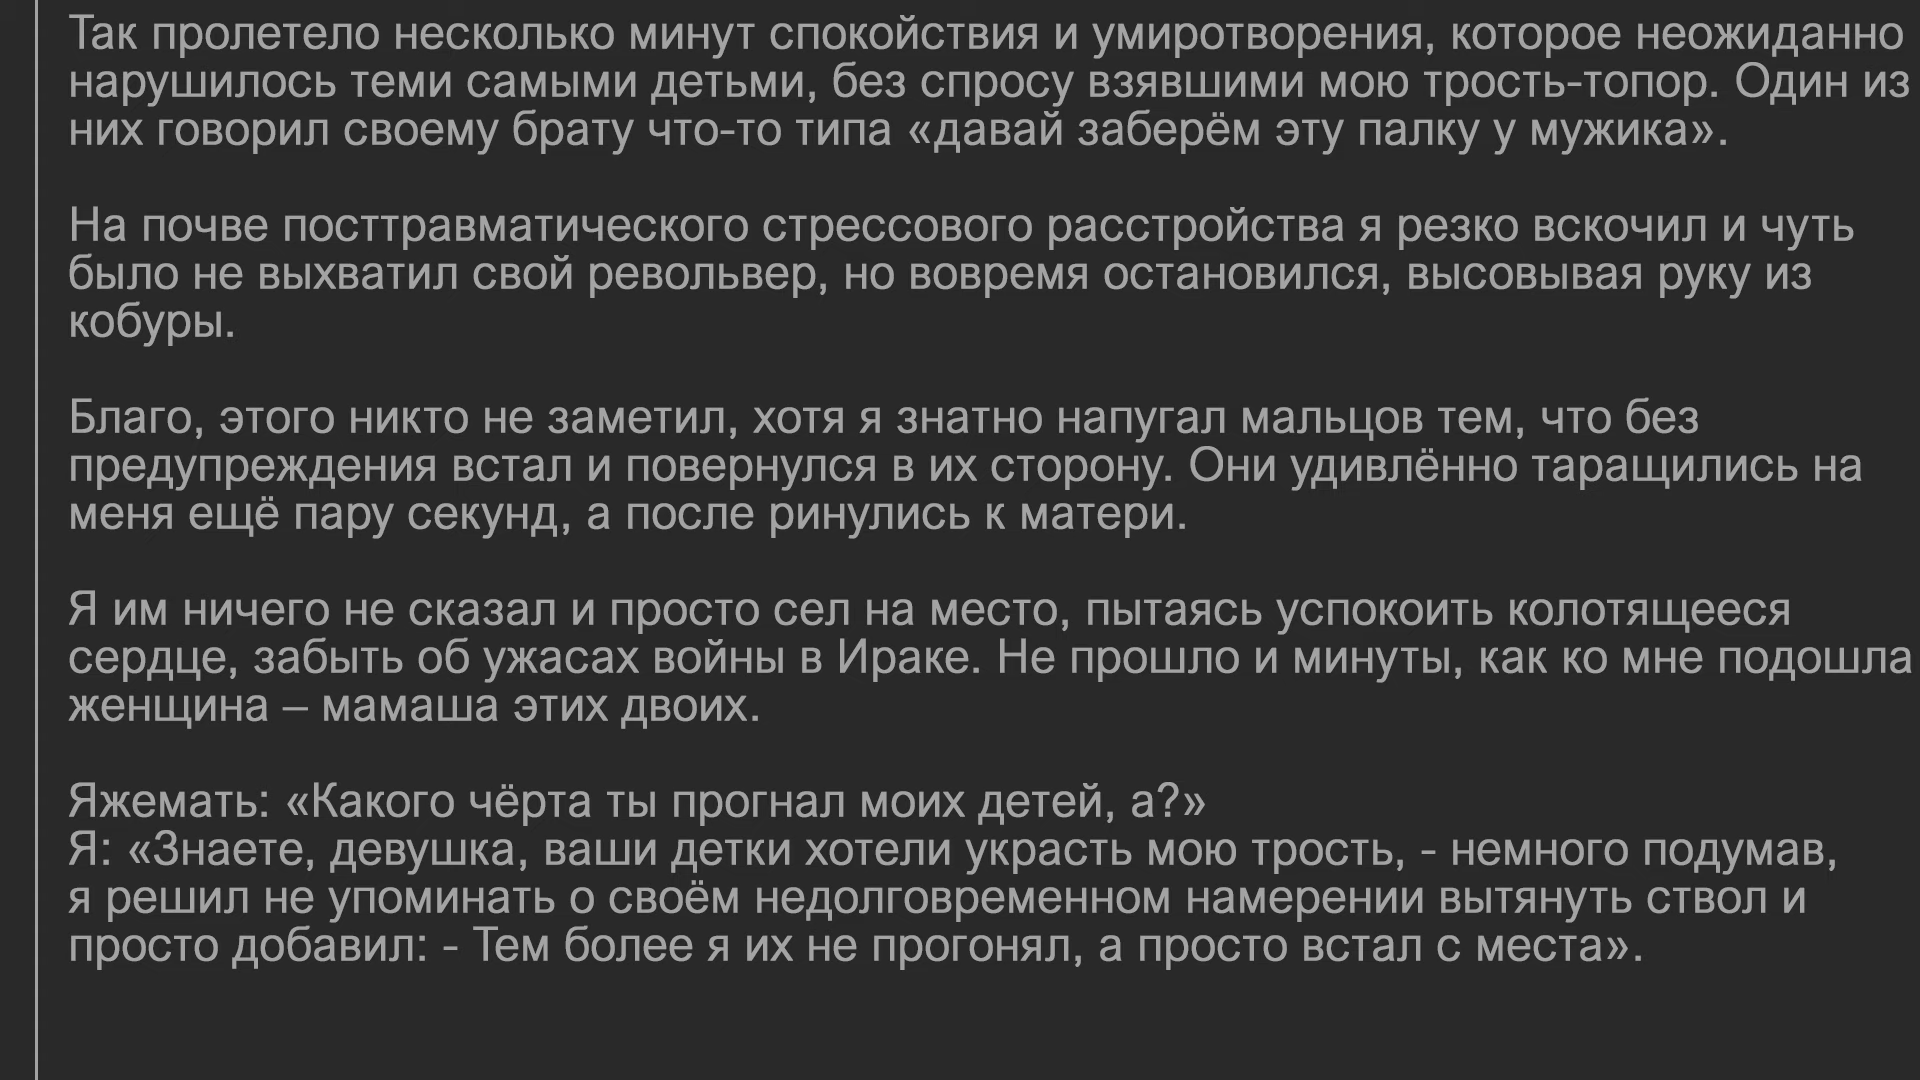 Так пролетело несколько минут спокойствия и умиротворения, которое неожиданно
нарушилось теми самыми детьми, без спросу взявшими мою трость-топор. Один из
них говорил своему брату что-то типа «давай заберём эту палку у мужика».
На почве посттравматического стрессового расстройства я резко вскочил и чуть
было не выхватил свой револьвер, но вовремя остановился, высовывая руку из
кобуры.
Благо, этого никто не заметил, хотя я знатно напугал мальцов тем, что без
предупреждения встал и повернулся в их сторону. Они удивлённо таращились на
меня ещё пару секунд, а после ринулись к матери.
Я им ничего не сказал и просто сел на место, пытаясь успокоить колотящееся
сердце, забыть об ужасах войны в Ираке. Не прошло и минуты, как ко мне подошла
женщина – мамаша этих двоих.
Яжемать: «Какого чёрта ты прогнал моих детей, а?»
Я: «Знаете, девушка, ваши детки хотели украсть мою трость, - немного подумав,
я решил не упоминать о своём недолговременном намерении вытянуть ствол и
просто добавил: - Тем более я их не прогонял, а просто встал с места».